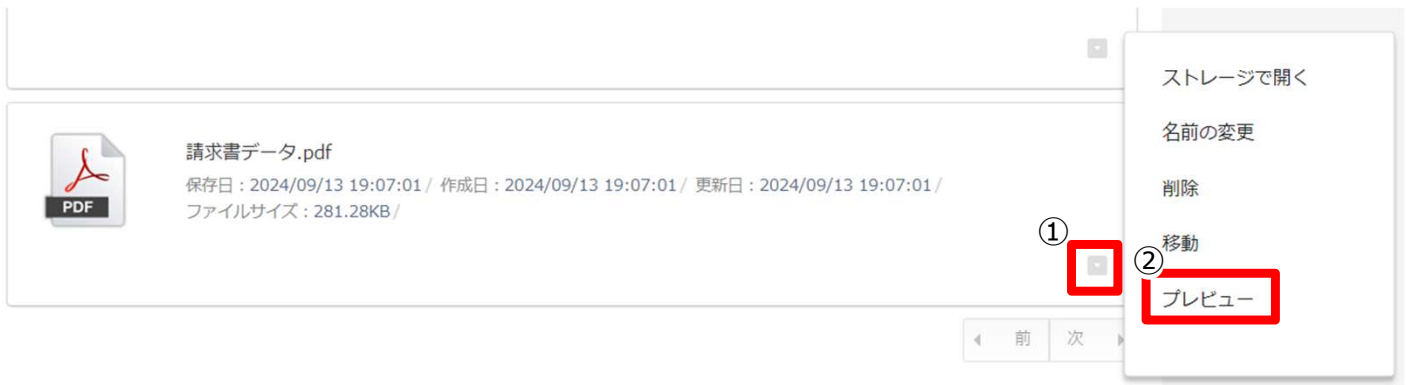 ストレージで開く
名前の変更
請求書データ.pdf
保存日：2024/09/13 19:07:01 / 作成日：2024/09/13 19:07:01 / 更新日：2024/09/13 19:07:01 /
削除
PDF
ファイルサイズ：281.28KB /
①
移動
②
プレビュー
前 次